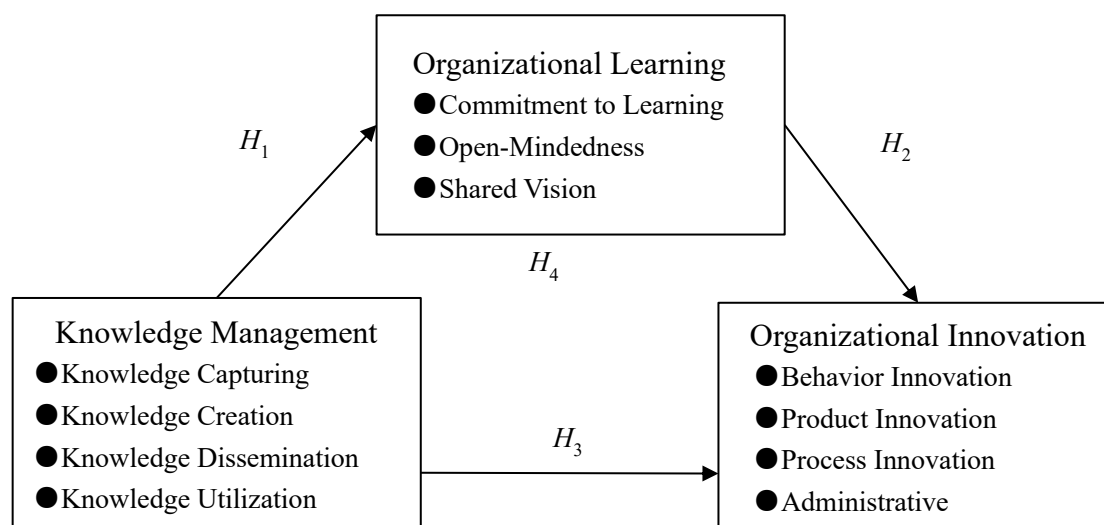 Organizational Learning
●Commitment to Learning
●Open-Mindedness
●Shared Vision
H₁
H₂
H₄
Knowledge Management
●Knowledge Capturing
●Knowledge Creation
●Knowledge Dissemination
●Knowledge Utilization
H₃
Organizational Innovation
●Behavior Innovation
●Product Innovation
●Process Innovation
●Administrative